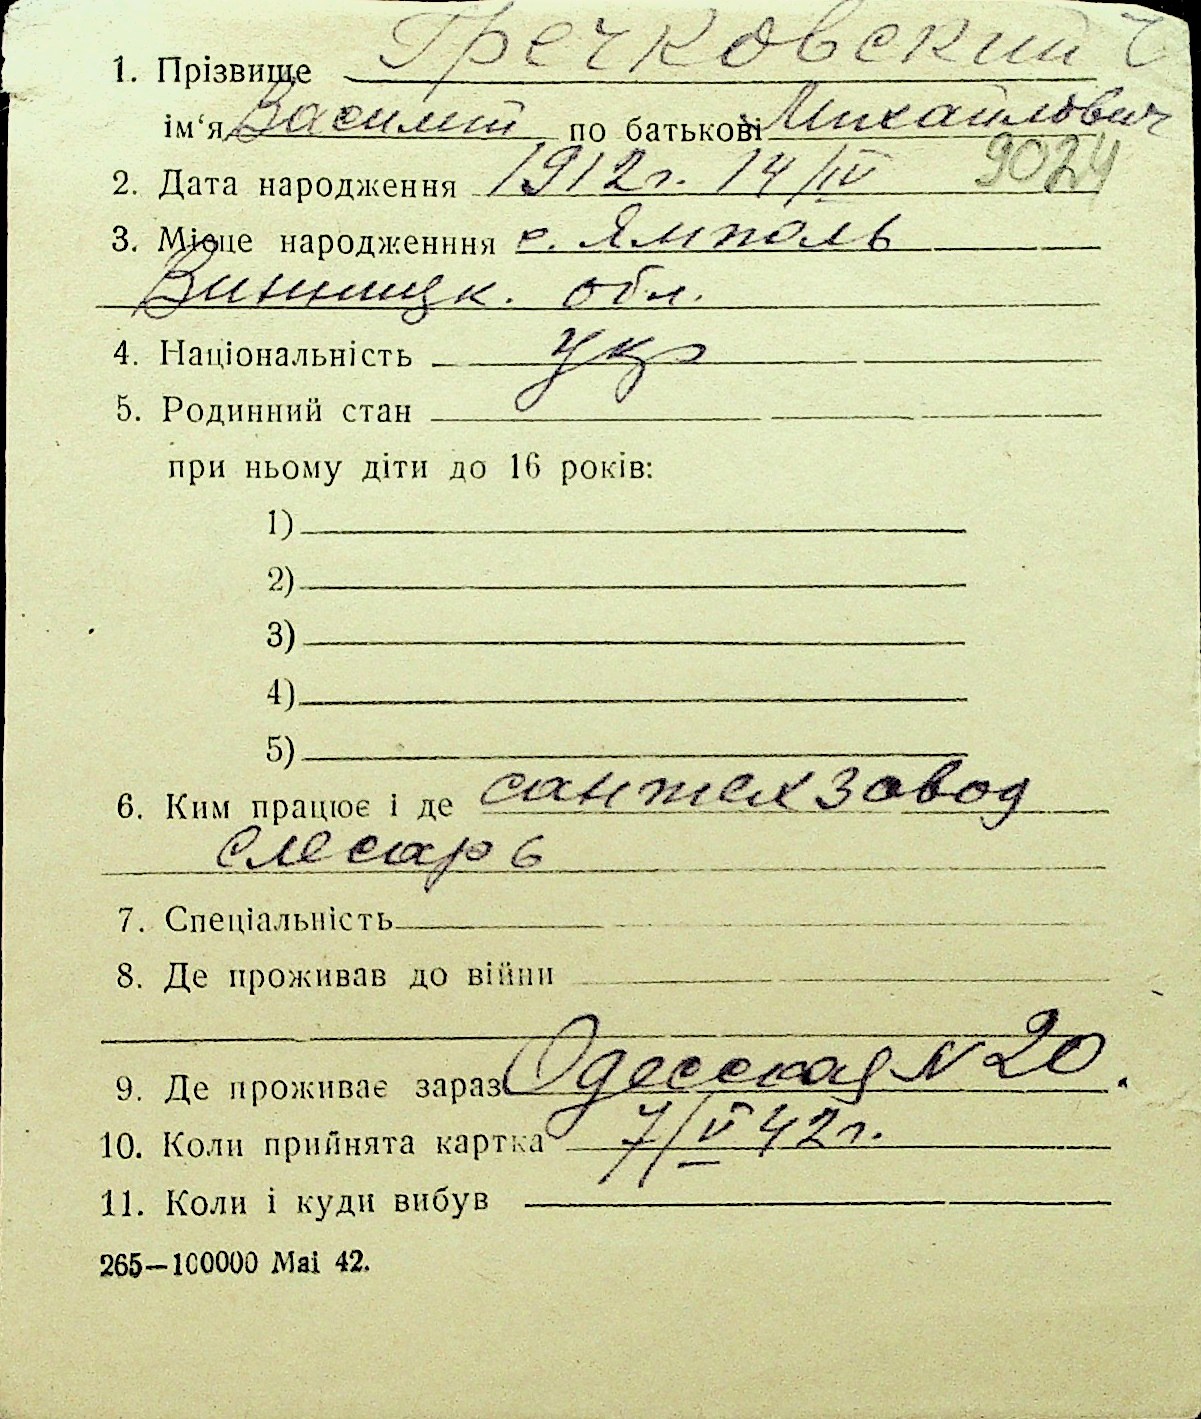 1. Прізвище Гречковский Ч
ім‘я Василий по батькові Михайлович
9024
2. Дата народження 1912г. 14/IV
3. Місце народженння с. Ямполь
Винницк. обл.
4. Національність укр
5. Родинний стан
при ньому діти до 16 років:
1)
2)
3)
4)
5)
6. Ким працює і де сантехзавод
слесарь
7. Спеціальність
8. Де проживав до війни
9. Де проживає зараз Одесская N 20.
10. Коли прийнята картка 7/V 42г.
11. Коли і куди вибув
265—100000 Mai 42.